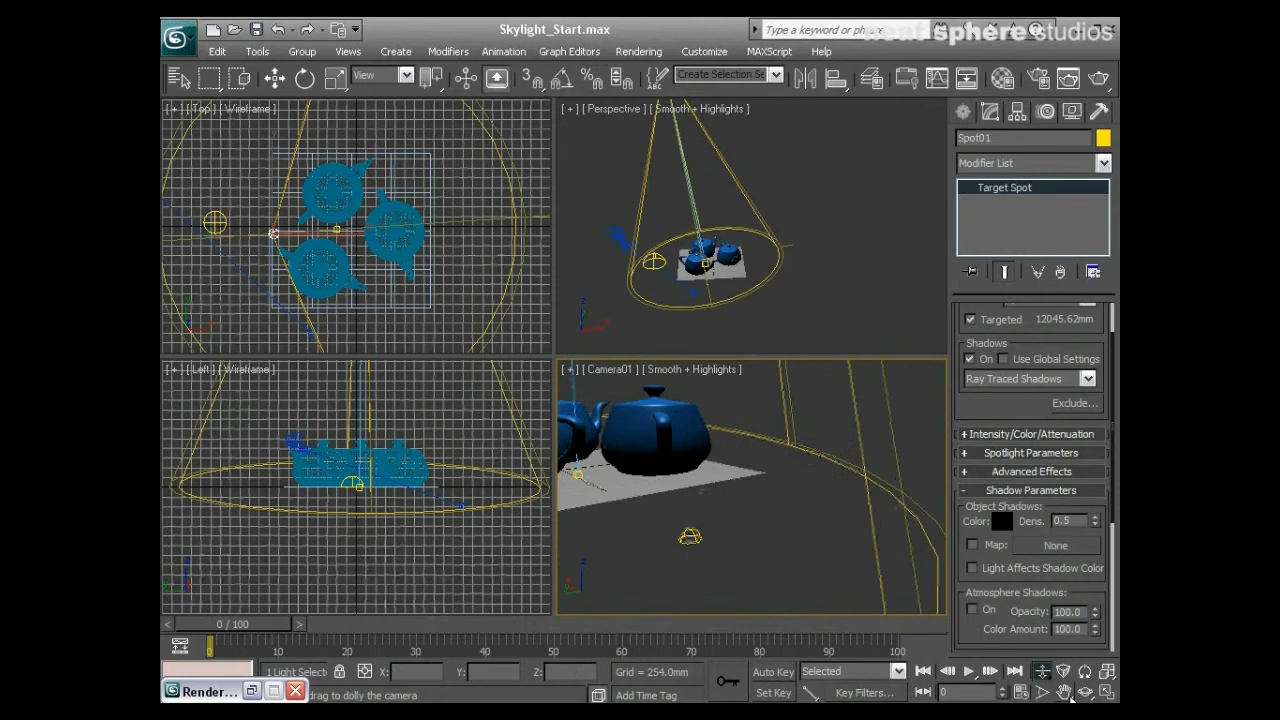 Skylight_Start.max
Type a keyword or phrase
sphere studios
Edit Tools Group Views Create Modifiers Animation Graph Editors Rendering Customize MAXScript Help
View
3
Create Selection Se
[ + ] [ Top ] [ Wireframe ]
[ + ] [ Perspective ] [ Smooth + Highlights ]
Spot01
Modifier List
Target Spot
Targeted 12045.62mm
Shadows
On Use Global Settings
Ray Traced Shadows
Exclude...
[ + ] [ Left ] [ Wireframe ]
[ + ] [ Camera01 ] [ Smooth + Highlights ]
+ Intensity/Color/Attenuation
+ Spotlight Parameters
+ Advanced Effects
- Shadow Parameters
Object Shadows:
Color: Dens. 0.5
Map: None
Light Affects Shadow Color
Atmosphere Shadows:
On Opacity: 100.0
Color Amount: 100.0
< 0 / 100 >
0 10 20 30 40 50 60 70 80 90 100
1 Light Select X: Y: Z: Grid = 254.0mm Auto Key Selected
Render... drag to dolly the camera Add Time Tag Set Key Key Filters... 0